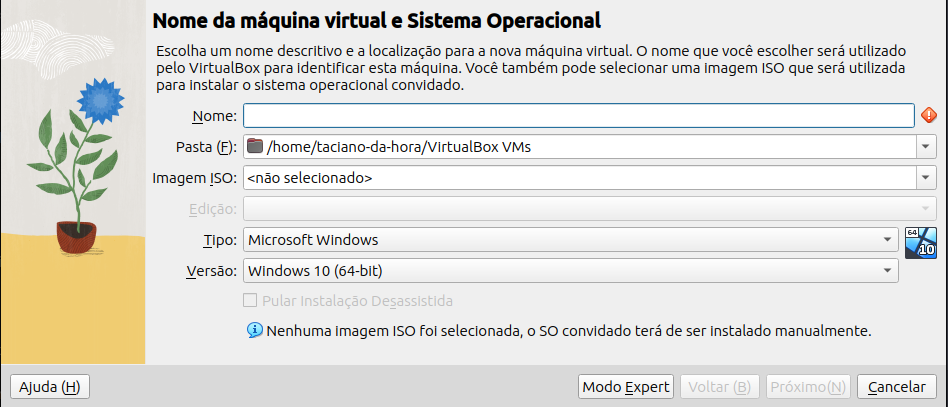 Nome da máquina virtual e Sistema Operacional
Escolha um nome descritivo e a localização para a nova máquina virtual. O nome que você escolher será utilizado
pelo VirtualBox para identificar esta máquina. Você também pode selecionar uma imagem ISO que será utilizada
para instalar o sistema operacional convidado.
Nome:
Pasta (F): /home/taciano-da-hora/VirtualBox VMs
Imagem ISO: <não selecionado>
Edição:
Tipo: Microsoft Windows
64
10
Versão: Windows 10 (64-bit)
Pular Instalação Desassistida
Nenhuma imagem ISO foi selecionada, o SO convidado terá de ser instalado manualmente.
Ajuda (H) Modo Expert Voltar (B) Próximo(N) Cancelar